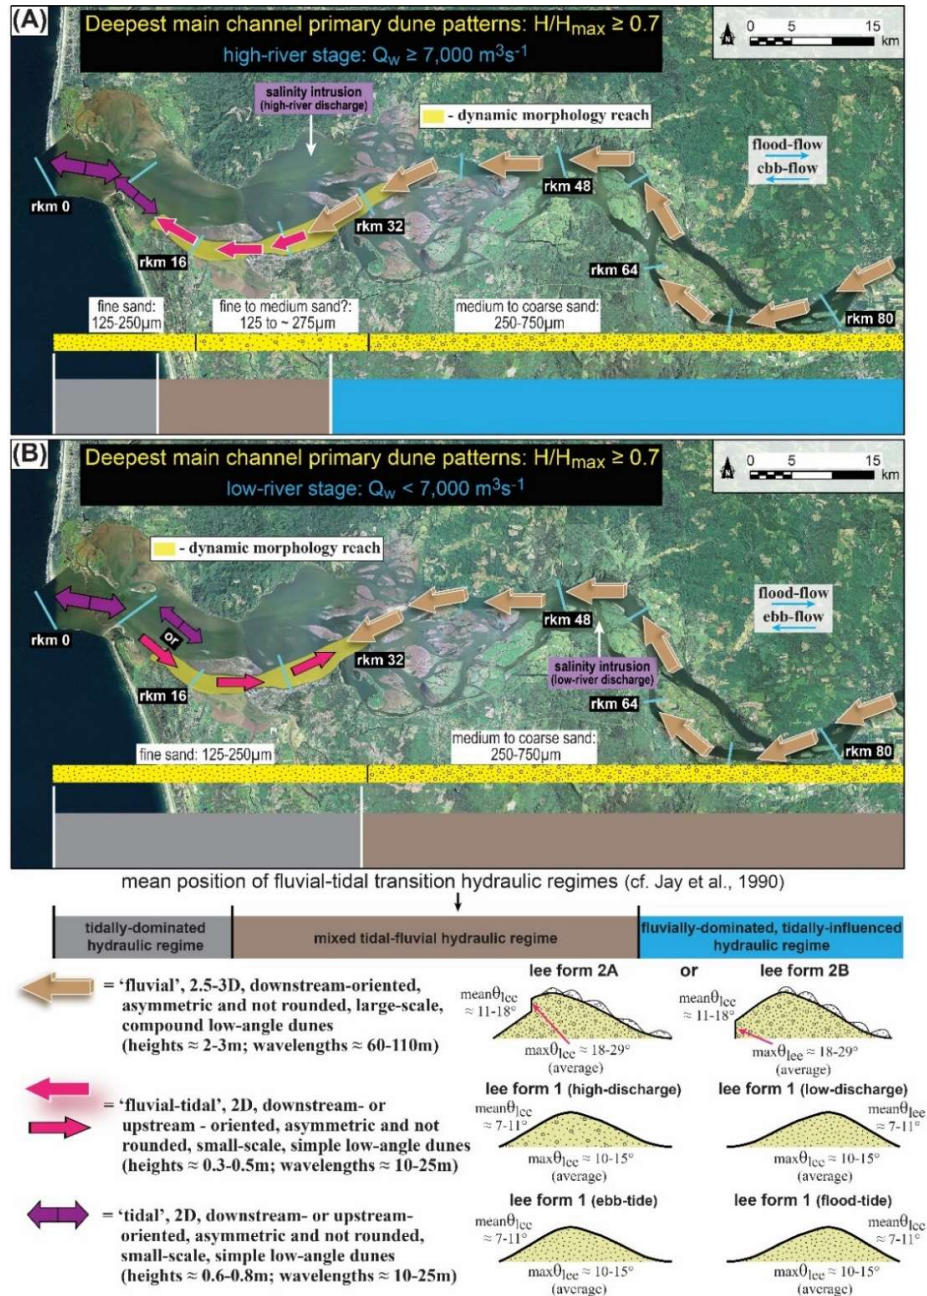 (A)
Deepest main channel primary dune patterns: H/Hmax ≥ 0.7
high-river stage: Qw ≥ 7,000 m³s⁻¹
N
0 5 10 15
km
salinity intrusion
(high-river discharge)
- dynamic morphology reach
flood-flow
ebb-flow
rkm 0
rkm 16
rkm 32
rkm 48
rkm 64
rkm 80
fine sand:
125-250µm
fine to medium sand?:
125 to ~ 275µm
medium to coarse sand:
250-750µm
(B)
Deepest main channel primary dune patterns: H/Hmax ≥ 0.7
low-river stage: Qw < 7,000 m³s⁻¹
N
0 5 10 15
km
- dynamic morphology reach
flood-flow
ebb-flow
rkm 0
or
rkm 16
rkm 32
rkm 48
salinity intrusion
(low-river discharge)
rkm 64
rkm 80
fine sand: 125-250µm
medium to coarse sand:
250-750µm
mean position of fluvial-tidal transition hydraulic regimes (cf. Jay et al., 1990)
tidally-dominated
hydraulic regime
mixed tidal-fluvial hydraulic regime
fluvially-dominated, tidally-influenced
hydraulic regime
= 'fluvial', 2.5-3D, downstream-oriented,
asymmetric and not rounded, large-scale,
compound low-angle dunes
(heights ≈ 2-3m; wavelengths ≈ 60-110m)
lee form 2A or lee form 2B
meanθlee
≈ 11-18°
maxθlee ≈ 18-29°
(average)
meanθlee
≈ 11-18°
maxθlee ≈ 18-29°
(average)
= 'fluvial-tidal', 2D, downstream- or
upstream - oriented, asymmetric and not
rounded, small-scale, simple low-angle dunes
(heights ≈ 0.3-0.5m; wavelengths ≈ 10-25m)
lee form 1 (high-discharge)
meanθlee
≈ 7-11°
maxθlee ≈ 10-15°
(average)
lee form 1 (low-discharge)
meanθlee
≈ 7-11°
maxθlee ≈ 10-15°
(average)
= 'tidal', 2D, downstream- or upstream-
oriented, asymmetric and not rounded,
small-scale, simple low-angle dunes
(heights ≈ 0.6-0.8m; wavelengths ≈ 10-25m)
lee form 1 (ebb-tide)
meanθlee
≈ 7-11°
maxθlee ≈ 10-15°
(average)
lee form 1 (flood-tide)
meanθlee
≈ 7-11°
maxθlee ≈ 10-15°
(average)